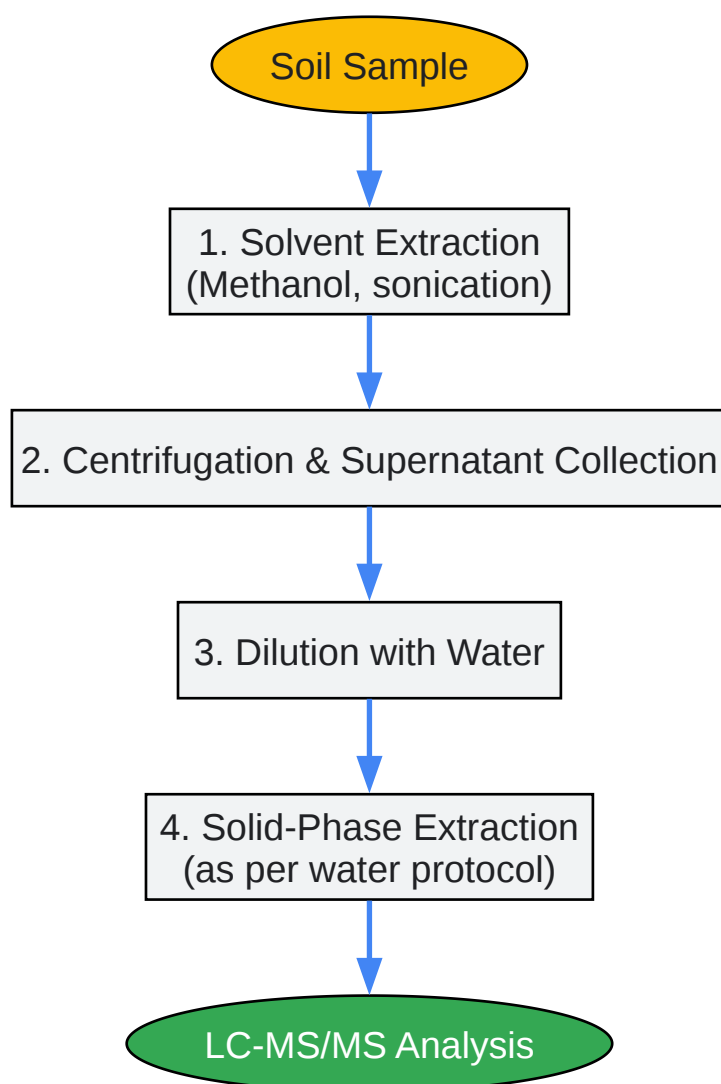 Soil Sample
1. Solvent Extraction
(Methanol, sonication)
2. Centrifugation & Supernatant Collection
3. Dilution with Water
4. Solid-Phase Extraction
(as per water protocol)
LC-MS/MS Analysis